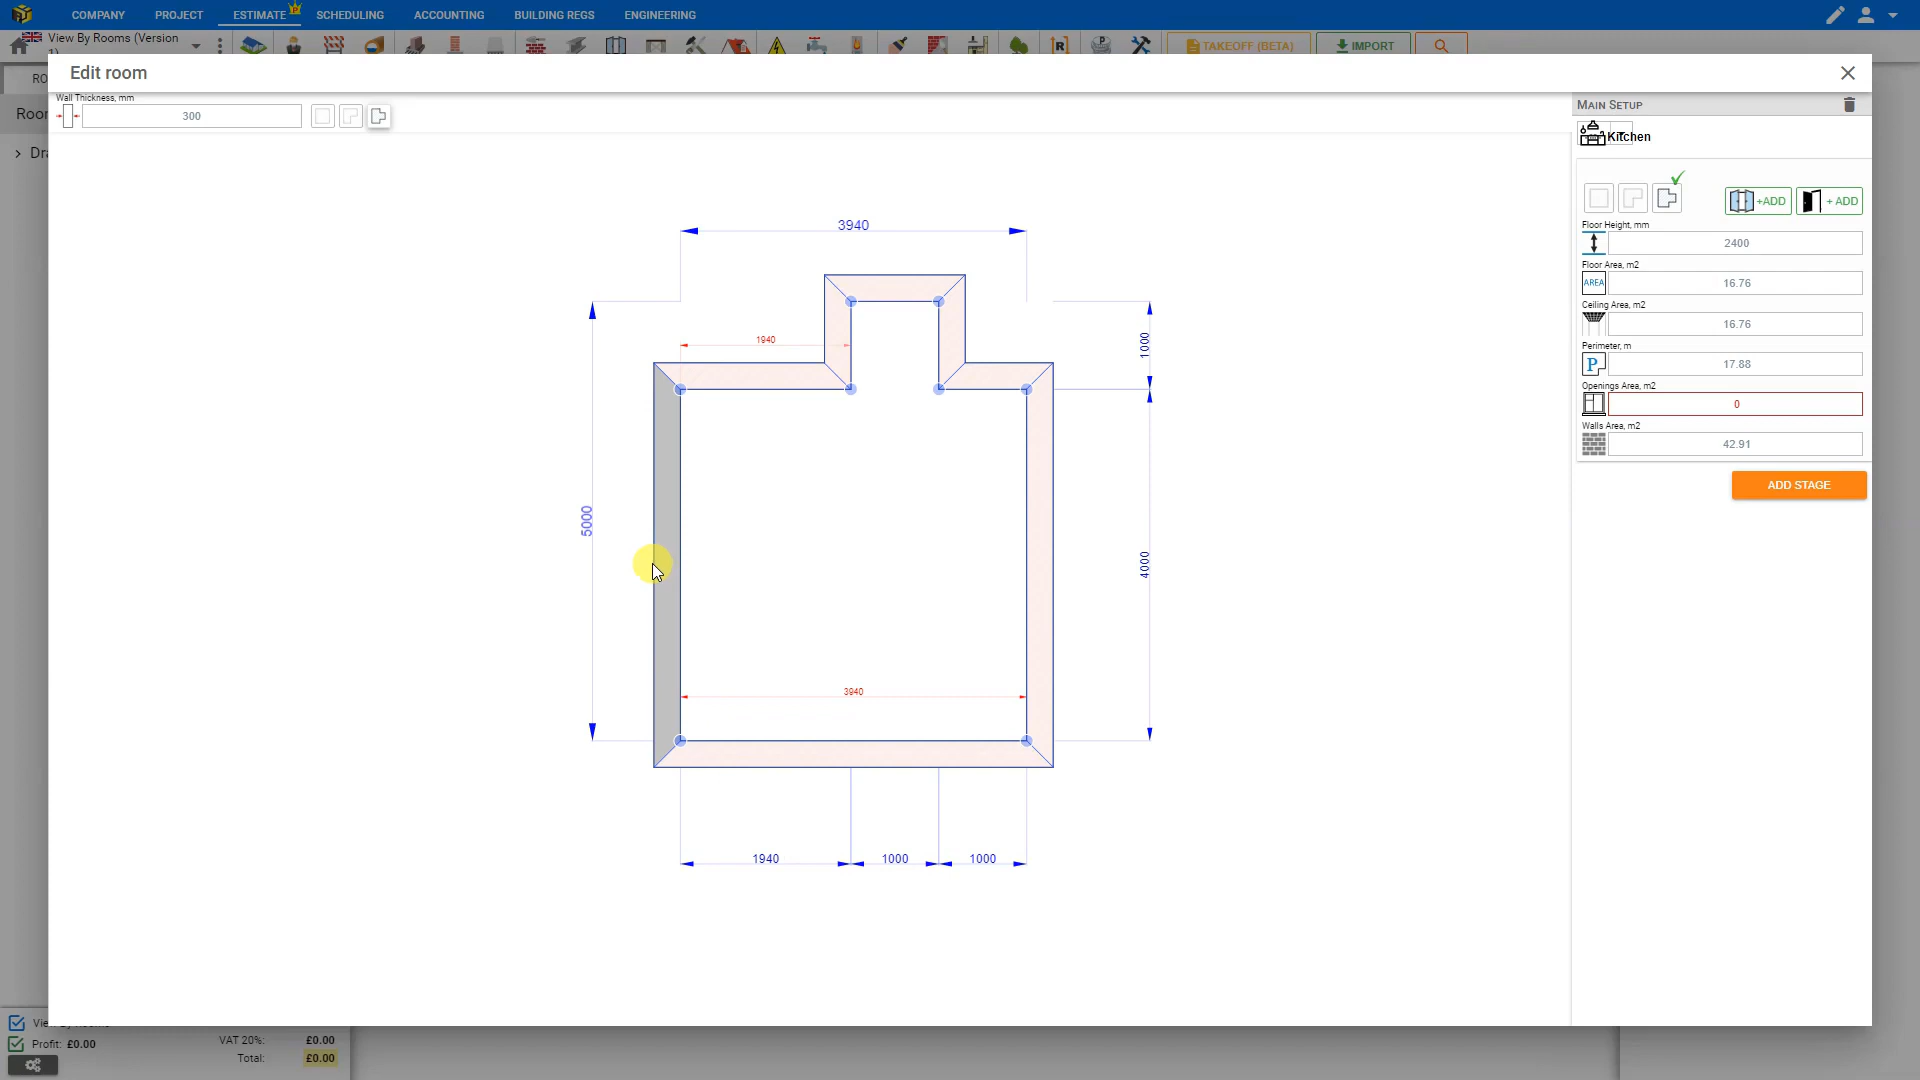 COMPANY PROJECT ESTIMATE SCHEDULING ACCOUNTING BUILDING REGS ENGINEERING
View By Rooms (Version
TAKEOFF (BETA) IMPORT
Edit room
Wall Thickness, mm
300
MAIN SETUP
Kitchen
+ADD + ADD
Floor Height, mm
2400
Floor Area, m2
AREA 16.76
Ceiling Area, m2
16.76
Perimeter, m
P 17.88
Openings Area, m2
0
Walls Area, m2
42.91
ADD STAGE
3940
1940
1000
5000
4000
3940
1940 1000 1000
Profit: £0.00
VAT 20%: £0.00
Total: £0.00